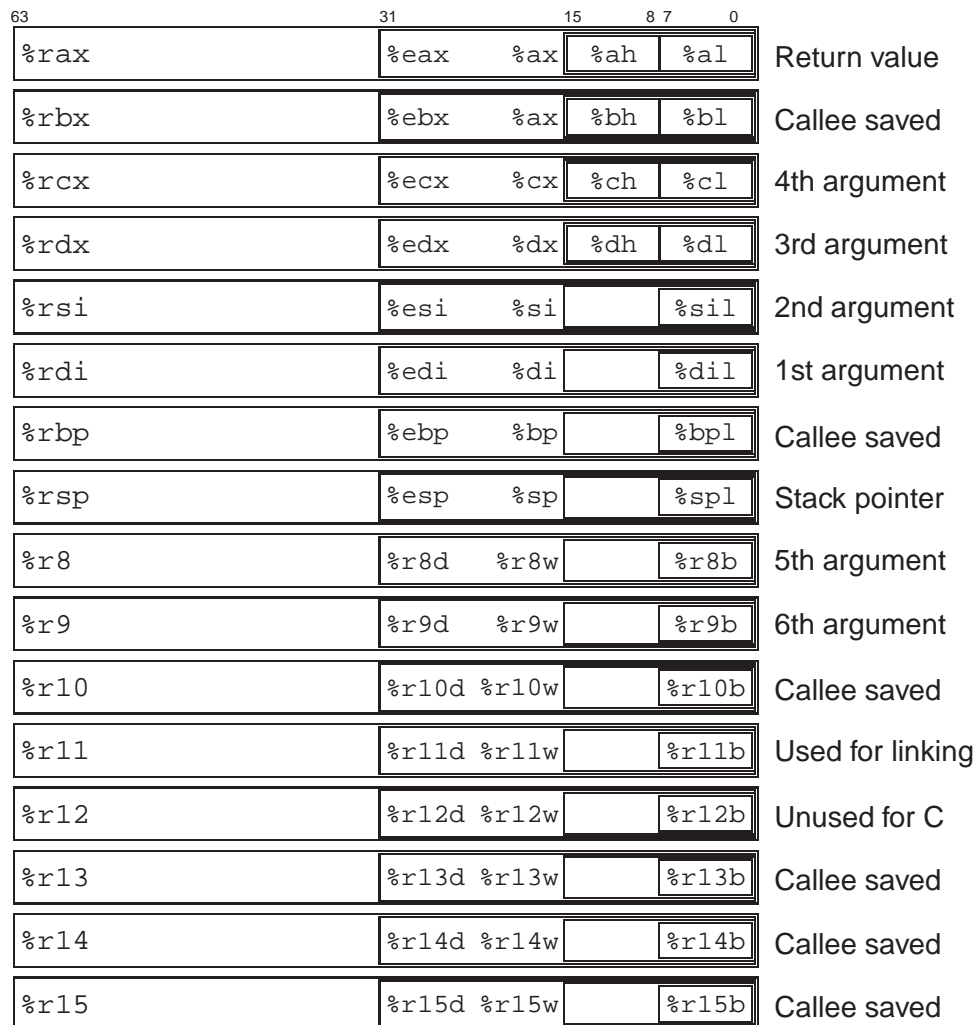 63 31 15 8 7 0
%rax %eax %ax %ah %al Return value
%rbx %ebx %ax %bh %bl Callee saved
%rcx %ecx %cx %ch %cl 4th argument
%rdx %edx %dx %dh %dl 3rd argument
%rsi %esi %si %sil 2nd argument
%rdi %edi %di %dil 1st argument
%rbp %ebp %bp %bpl Callee saved
%rsp %esp %sp %spl Stack pointer
%r8 %r8d %r8w %r8b 5th argument
%r9 %r9d %r9w %r9b 6th argument
%r10 %r10d %r10w %r10b Callee saved
%r11 %r11d %r11w %r11b Used for linking
%r12 %r12d %r12w %r12b Unused for C
%r13 %r13d %r13w %r13b Callee saved
%r14 %r14d %r14w %r14b Callee saved
%r15 %r15d %r15w %r15b Callee saved